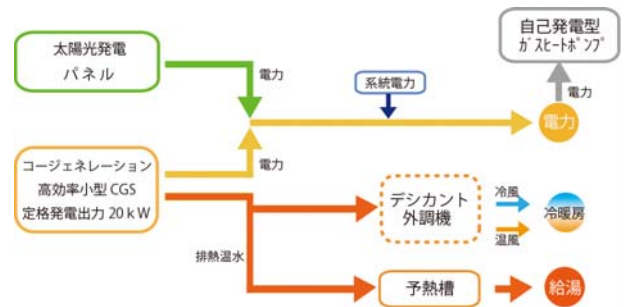 自己発電型
ガスヒートポンプ
太陽光発電
パネル
電力
系統電力
電力
電力
電力
コージェネレーション
高効率小型CGS
定格発電出力20kW
デシカント
外調機
冷風
温風
冷暖房
排熱温水
予熱槽
給湯